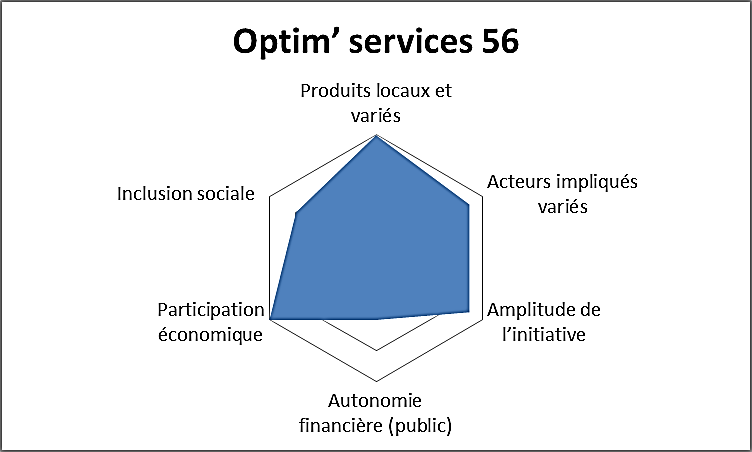 Optim’ services 56
Produits locaux et
variés
Acteurs impliqués
variés
Inclusion sociale
Participation
économique
Amplitude de
l’initiative
Autonomie
financière (public)